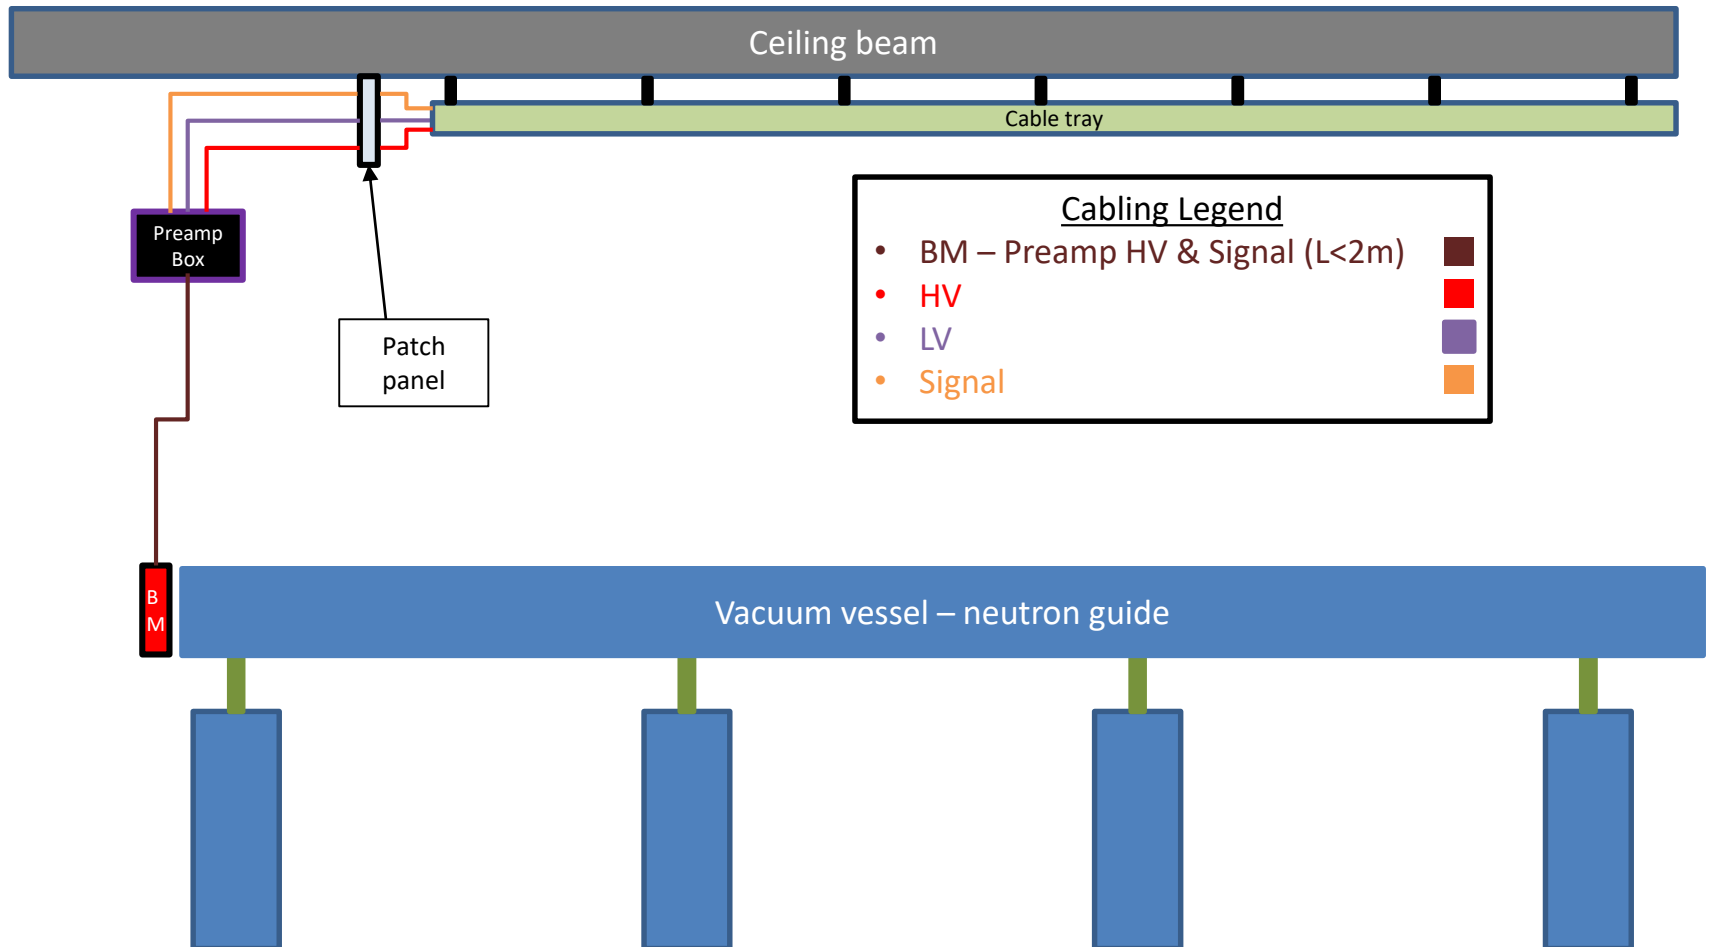 Ceiling beam
Cable tray
Cabling Legend
• BM – Preamp HV & Signal (L<2m)
• HV
• LV
• Signal
Preamp
Box
Patch
panel
B
M
Vacuum vessel – neutron guide